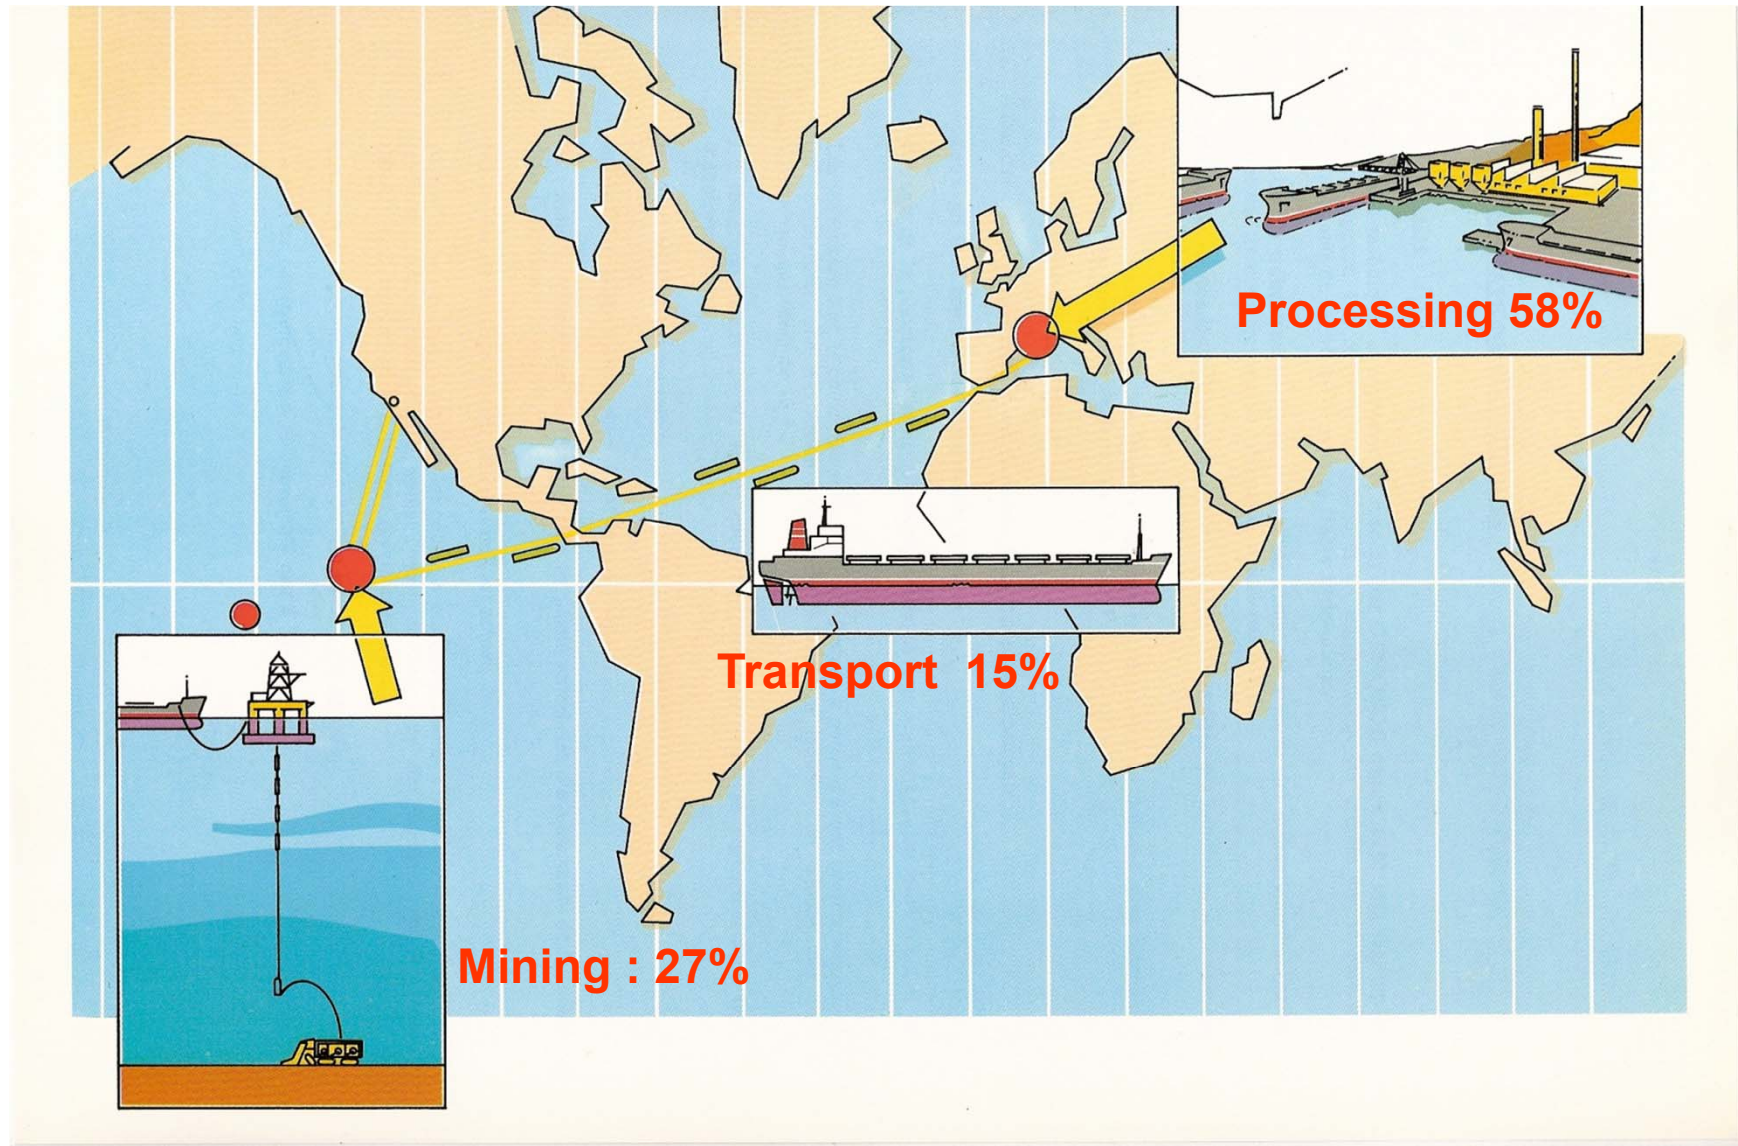 Processing 58%
Transport 15%
Mining : 27%